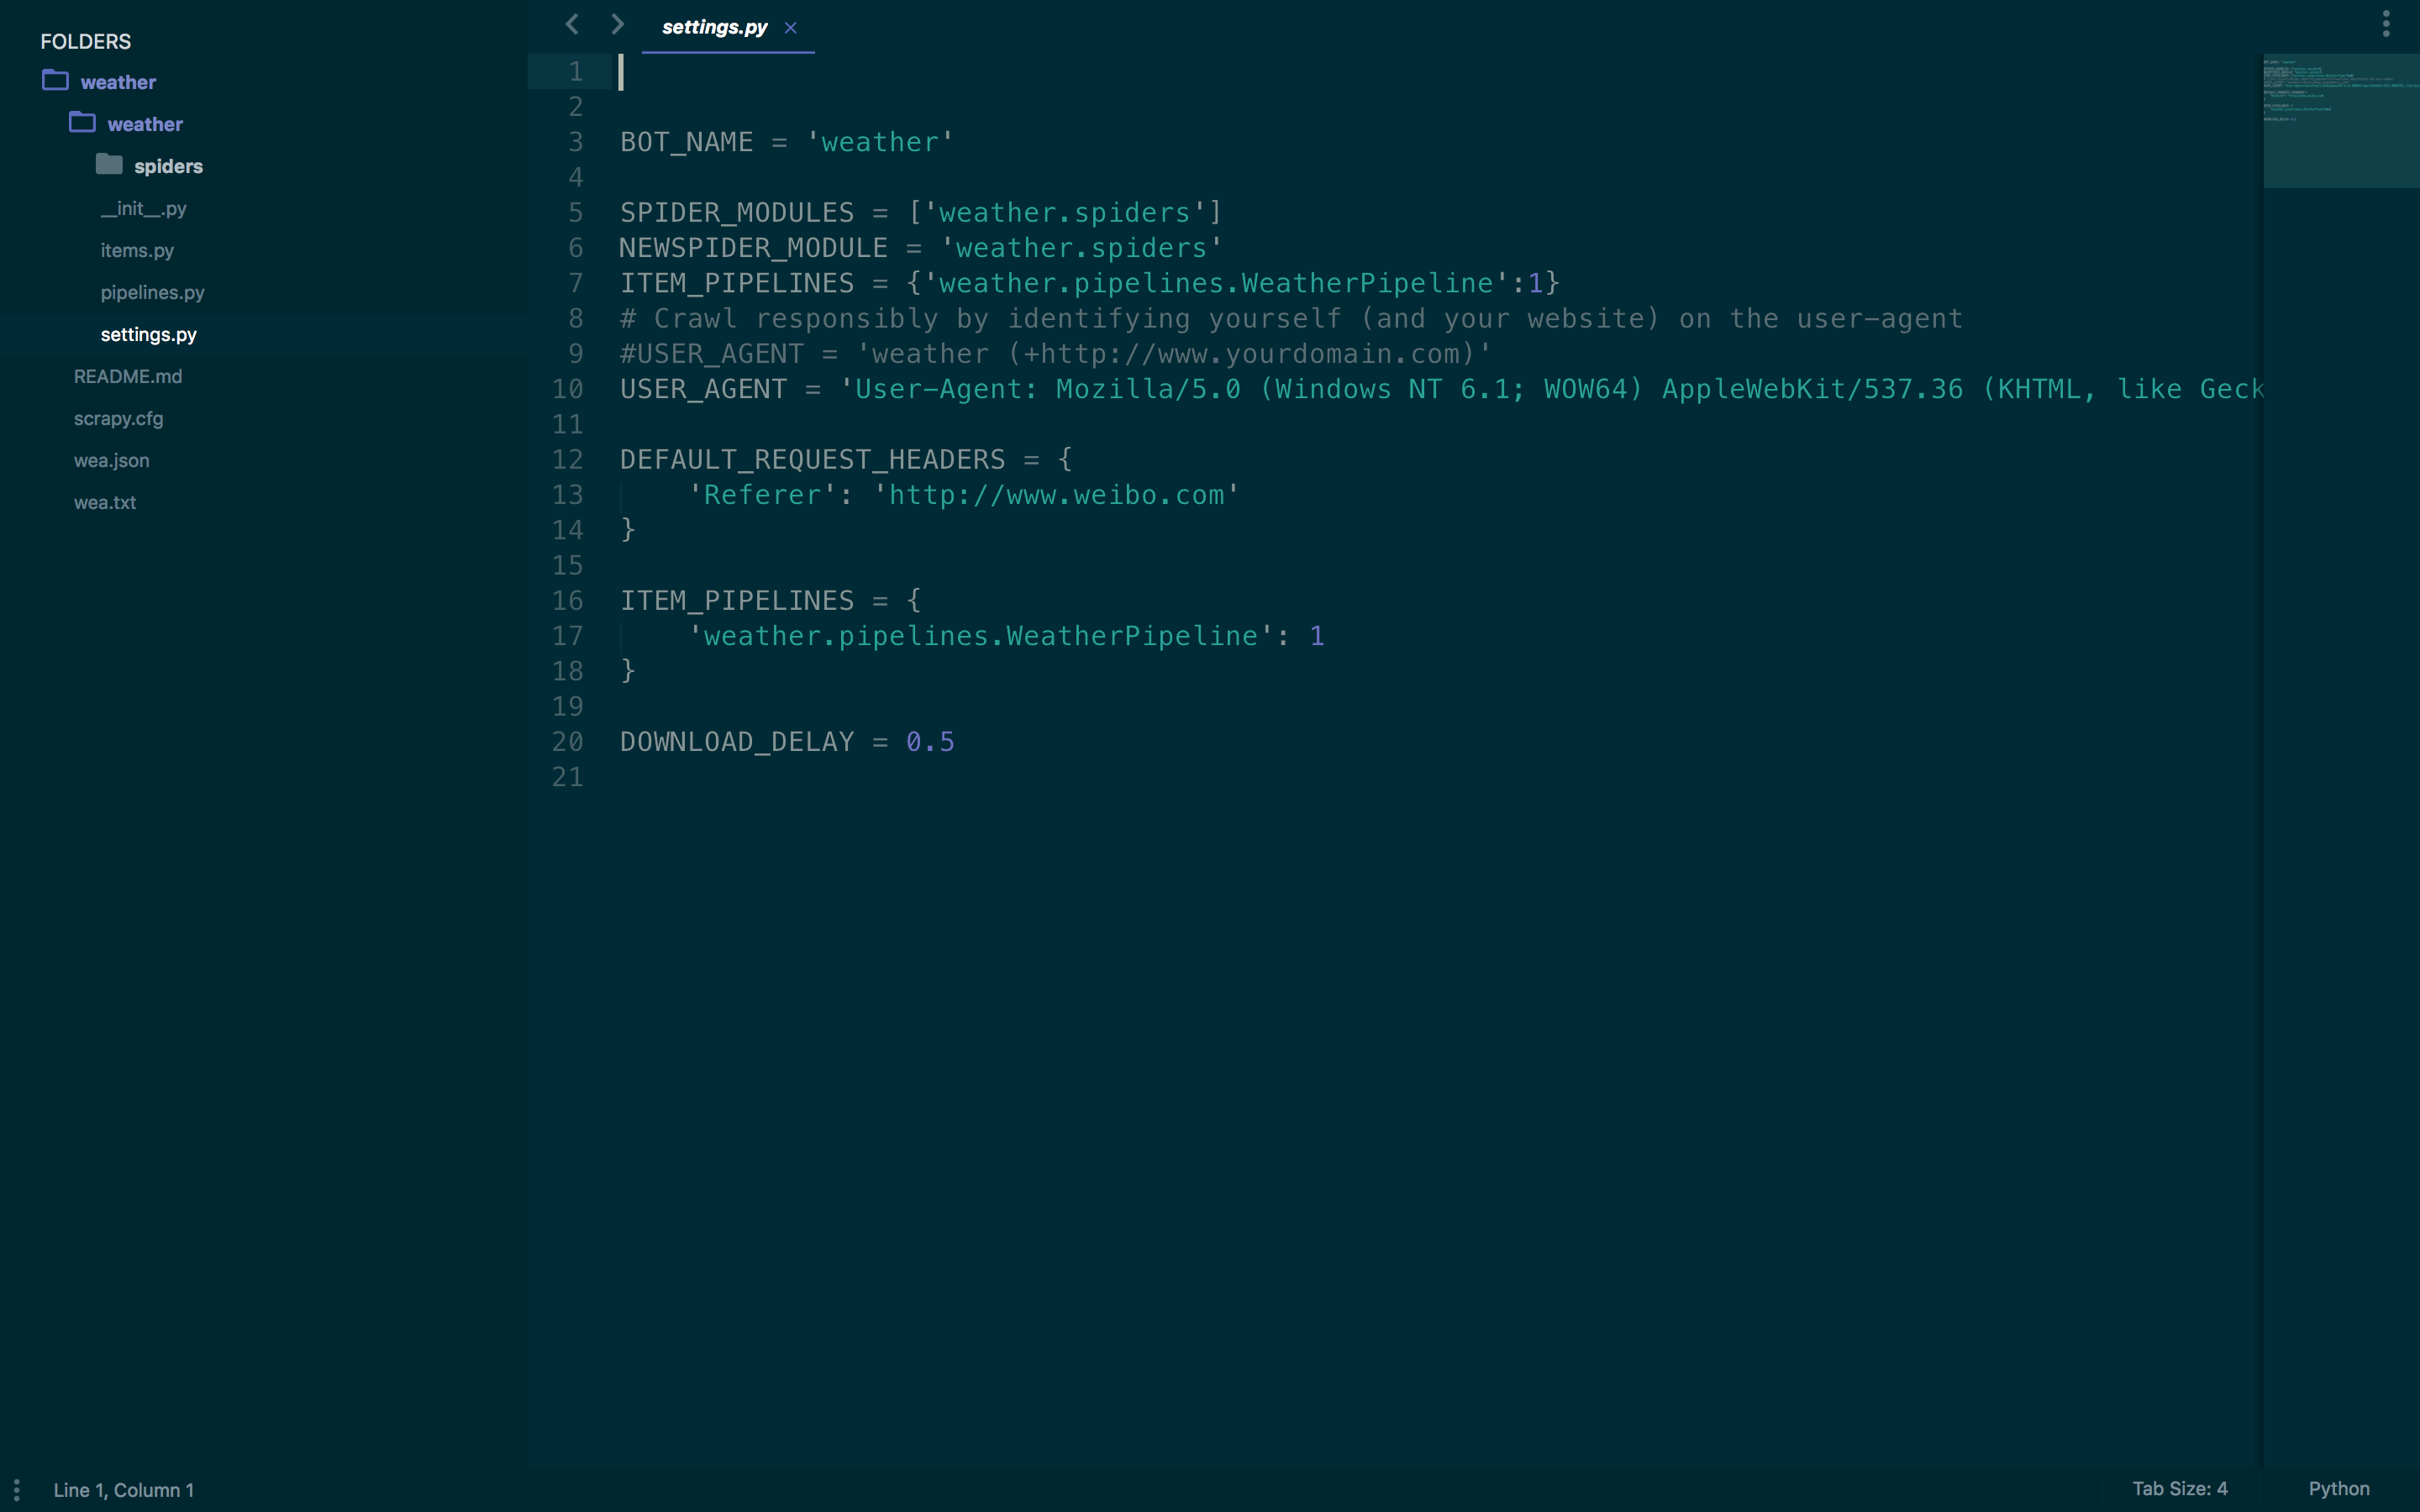 FOLDERS
weather
weather
spiders
__init__.py
items.py
pipelines.py
settings.py
README.md
scrapy.cfg
wea.json
wea.txt
settings.py ×
1
2
3 BOT_NAME = 'weather'
4
5 SPIDER_MODULES = ['weather.spiders']
6 NEWSPIDER_MODULE = 'weather.spiders'
7 ITEM_PIPELINES = {'weather.pipelines.WeatherPipeline':1}
8 # Crawl responsibly by identifying yourself (and your website) on the user-agent
9 #USER_AGENT = 'weather (+http://www.yourdomain.com)'
10 USER_AGENT = 'User-Agent: Mozilla/5.0 (Windows NT 6.1; WOW64) AppleWebKit/537.36 (KHTML, like Geck
11
12 DEFAULT_REQUEST_HEADERS = {
13     'Referer': 'http://www.weibo.com'
14 }
15
16 ITEM_PIPELINES = {
17     'weather.pipelines.WeatherPipeline': 1
18 }
19
20 DOWNLOAD_DELAY = 0.5
21
Line 1, Column 1
Tab Size: 4
Python